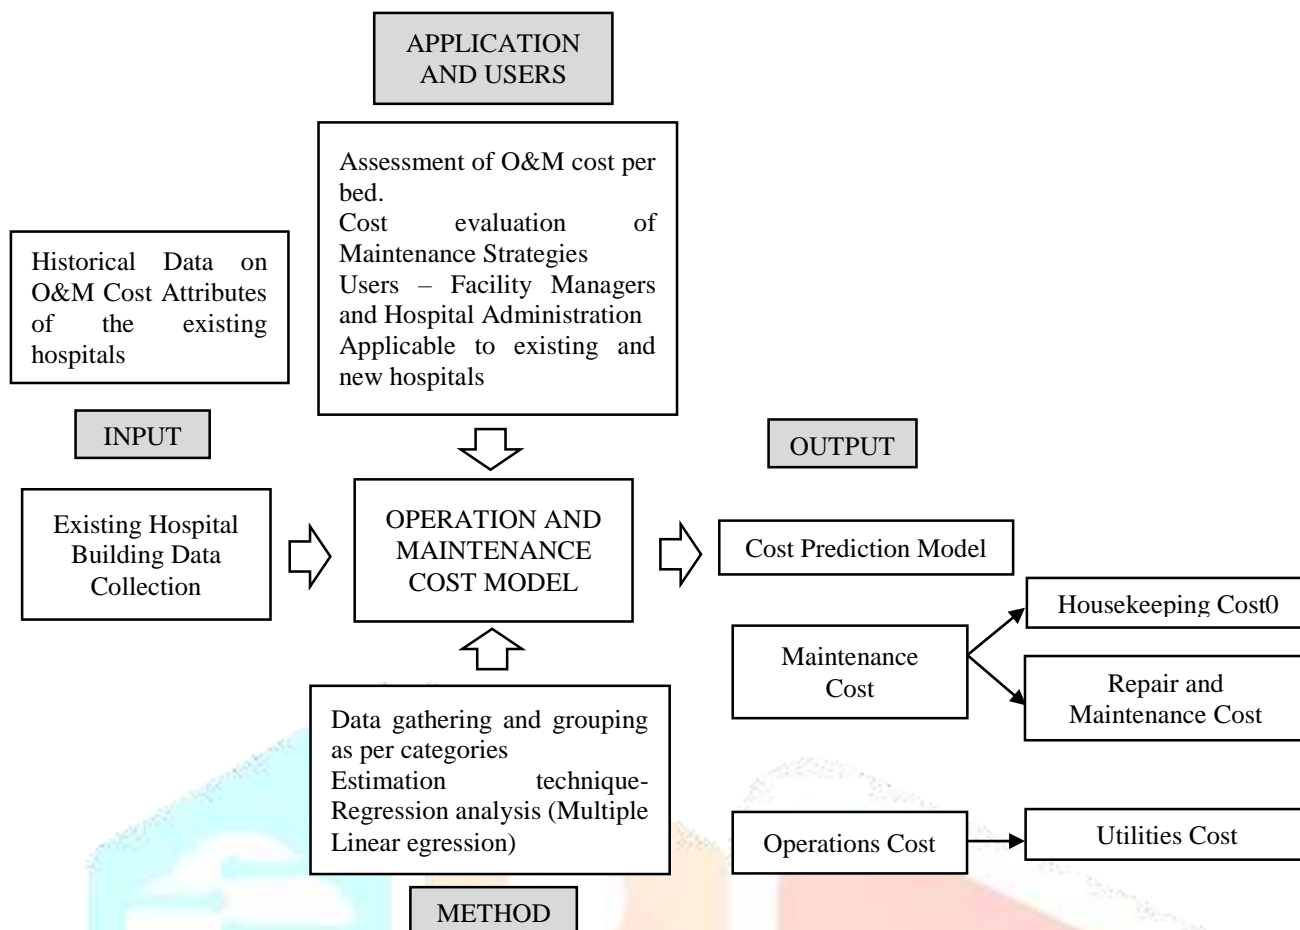 APPLICATION
AND USERS
Assessment of O&M cost per
bed.
Cost evaluation of
Maintenance Strategies
Users – Facility Managers
and Hospital Administration
Applicable to existing and
new hospitals
Historical Data on
O&M Cost Attributes
of the existing
hospitals
INPUT
OUTPUT
Existing Hospital
Building Data
Collection
OPERATION AND
MAINTENANCE
COST MODEL
Cost Prediction Model
Housekeeping Cost0
Maintenance
Cost
Repair and
Maintenance Cost
Data gathering and grouping
as per categories
Estimation technique-
Regression analysis (Multiple
Linear egression)
Operations Cost
Utilities Cost
METHOD